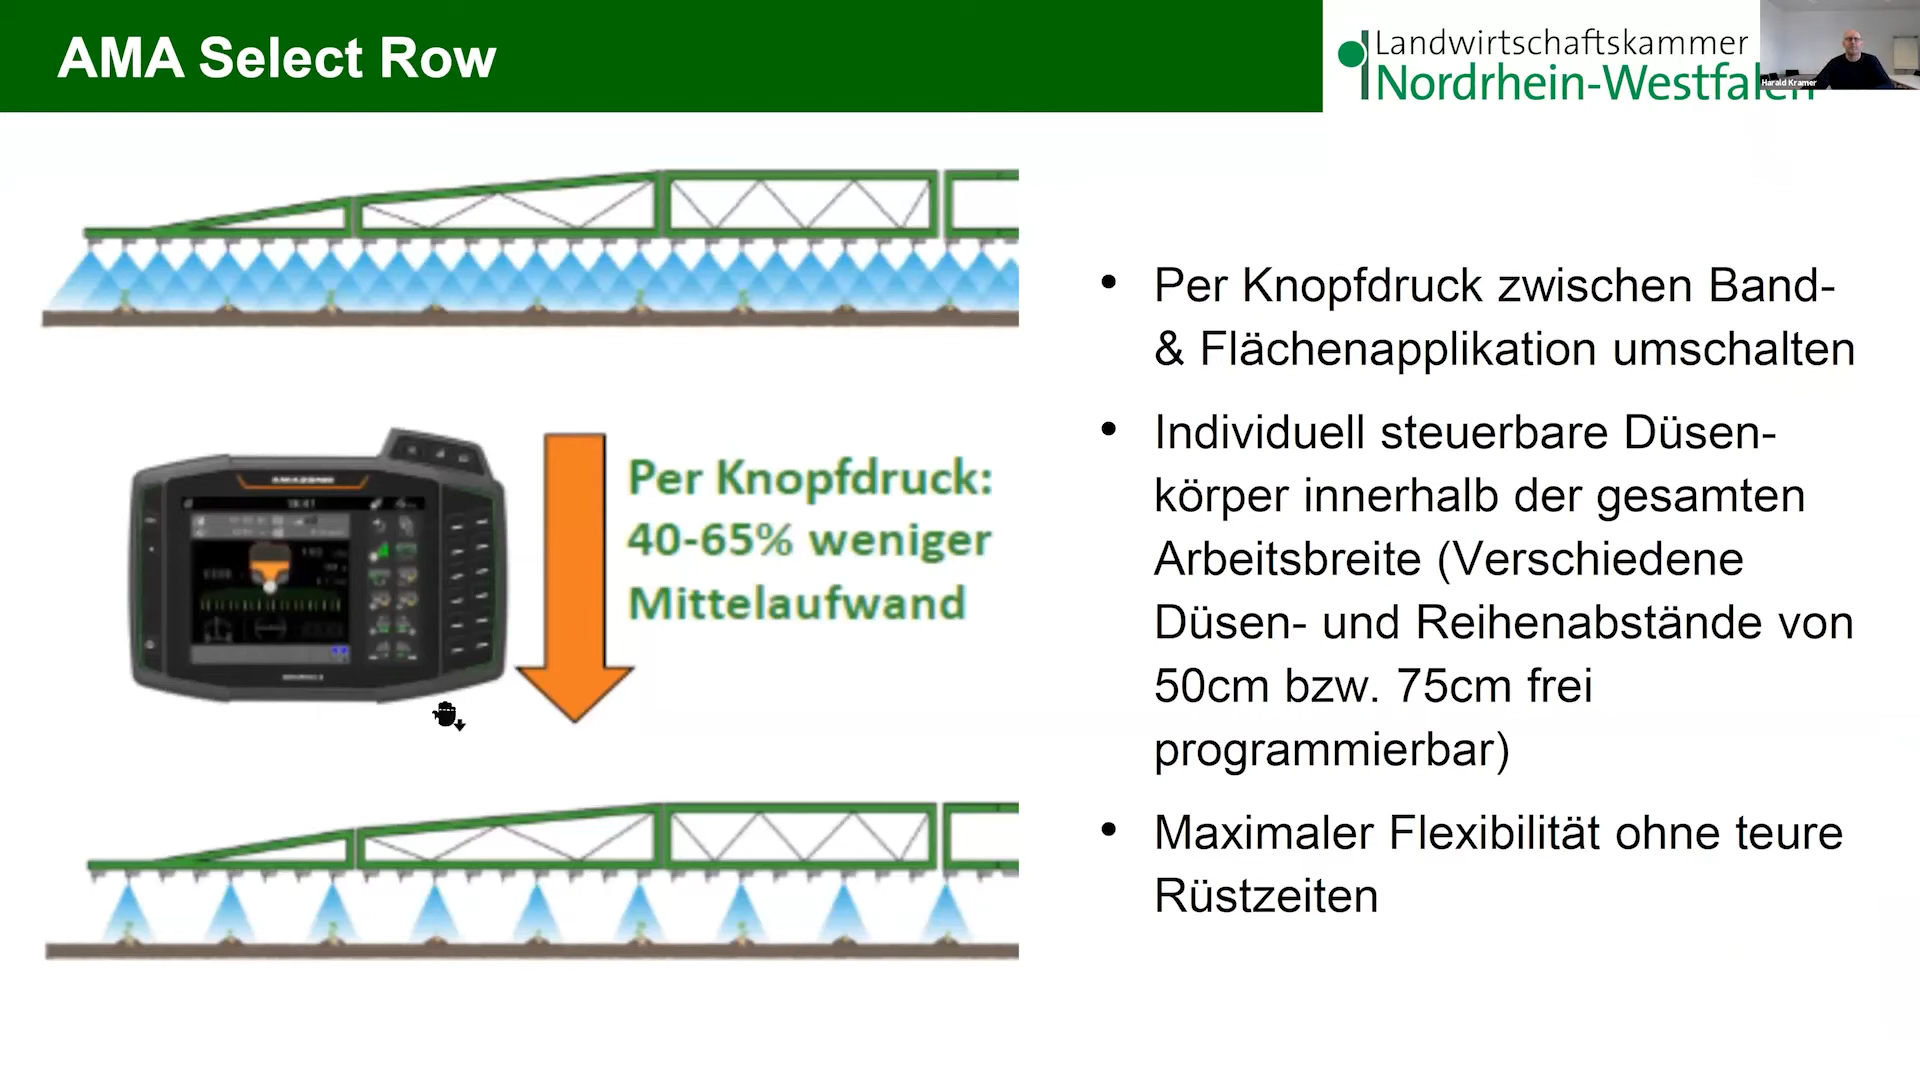 AMA Select Row
Landwirtschaftskammer
Nordrhein-Westfalen
Harald Kramer
Per Knopfdruck:
40-65% weniger
Mittelaufwand
• Per Knopfdruck zwischen Band-
& Flächenapplikation umschalten
• Individuell steuerbare Düsen-
körper innerhalb der gesamten
Arbeitsbreite (Verschiedene
Düsen- und Reihenabstände von
50cm bzw. 75cm frei
programmierbar)
• Maximaler Flexibilität ohne teure
Rüstzeiten